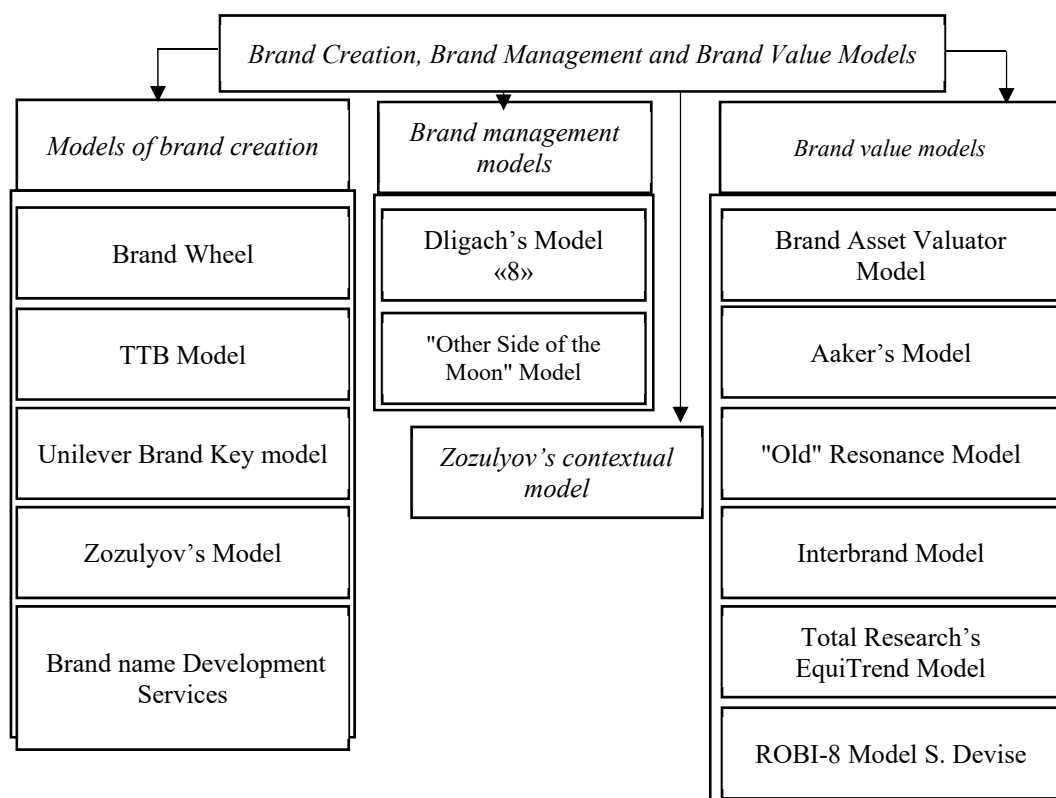 Brand Creation, Brand Management and Brand Value Models
Models of brand creation
Brand Wheel
TTB Model
Unilever Brand Key model
Zozulyov’s Model
Brand name Development
Services
Brand management
models
Dligach’s Model
«8»
"Other Side of the
Moon" Model
Zozulyov’s contextual
model
Brand value models
Brand Asset Valuator
Model
Aaker’s Model
"Old" Resonance Model
Interbrand Model
Total Research’s
EquiTrend Model
ROBI-8 Model S. Devise